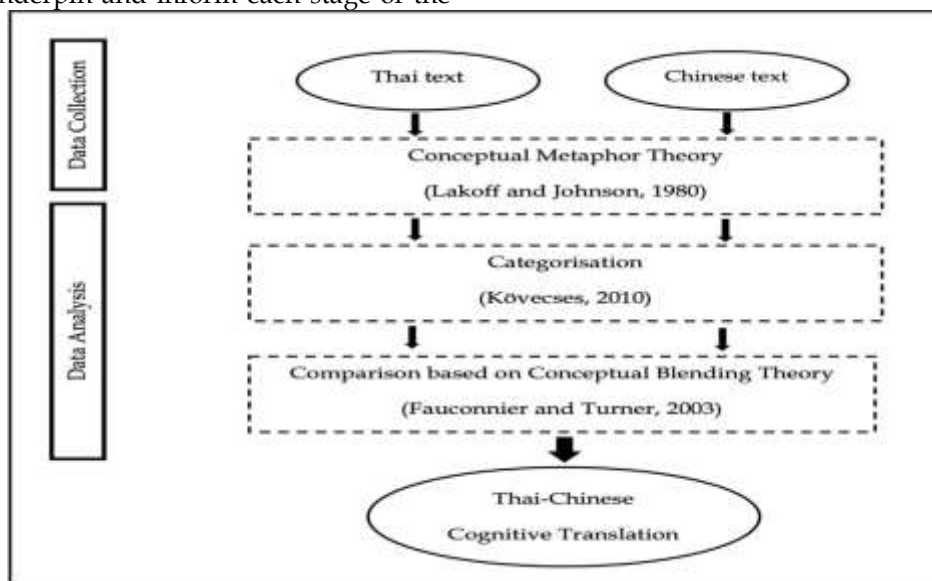 nderpin and inform each stage of the
Data Collection
Thai text
Chinese text
Conceptual Metaphor Theory
(Lakoff and Johnson, 1980)
Data Analysis
Categorisation
(Kövecses, 2010)
Comparison based on Conceptual Blending Theory
(Fauconnier and Turner, 2003)
Thai-Chinese
Cognitive Translation